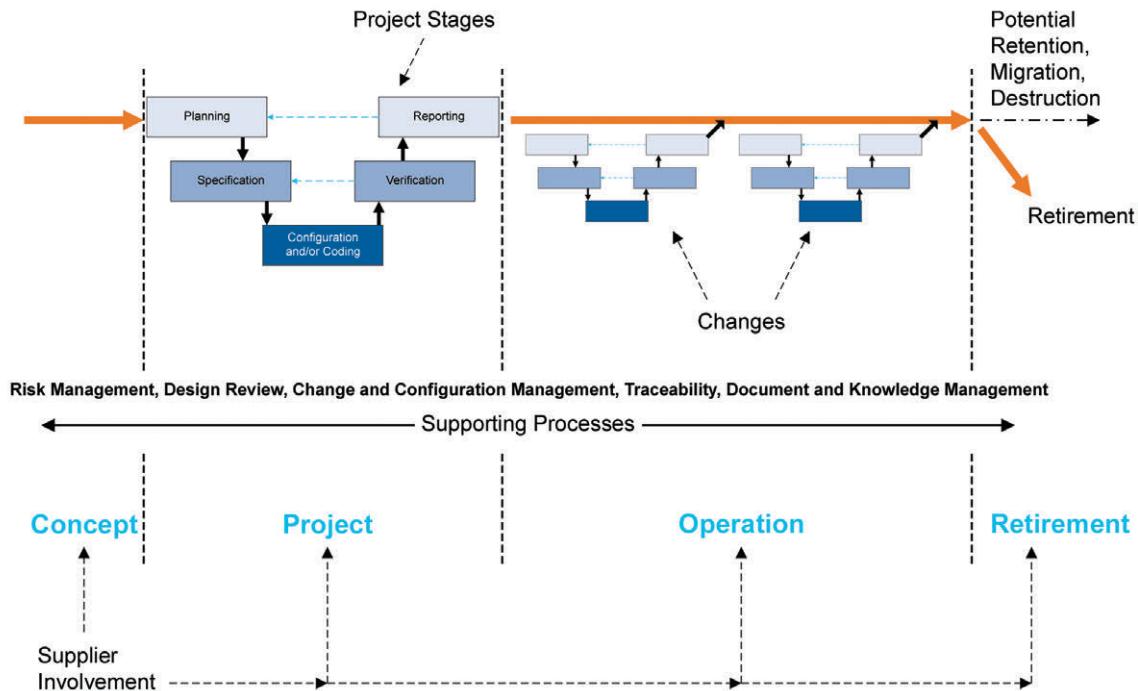 Project Stages
Potential
Retention,
Migration,
Destruction
Planning
Reporting
Specification
Verification
Configuration
and/or Coding
Retirement
Changes
Risk Management, Design Review, Change and Configuration Management, Traceability, Document and Knowledge Management
Supporting Processes
Concept
Project
Operation
Retirement
Supplier
Involvement